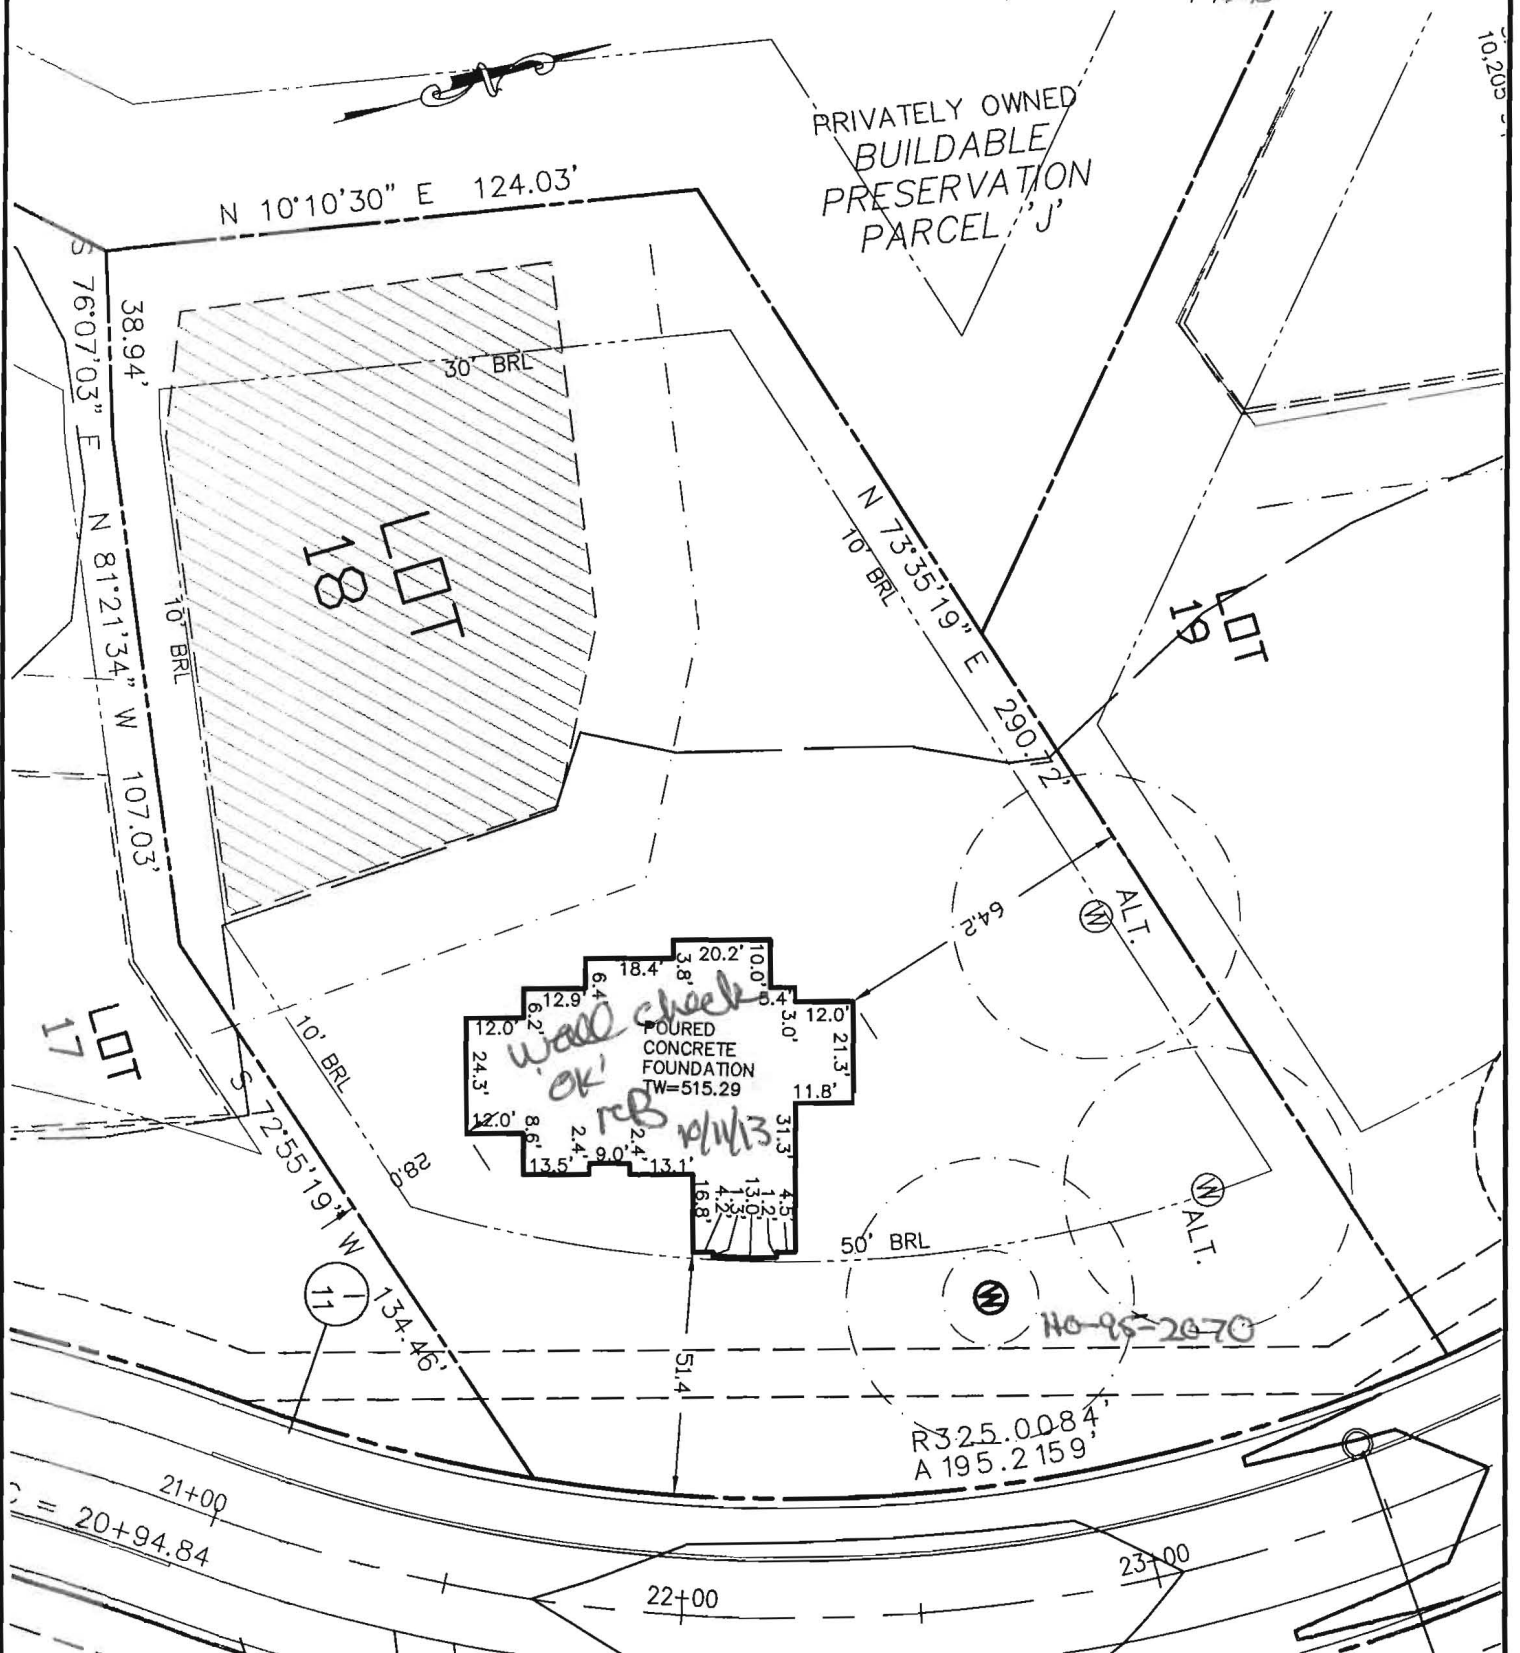 10,205
PRIVATELY OWNED
BUILDABLE
PRESERVATION
PARCEL 'J'
N 10°10'30" E 124.03'
S 76°07'03" E
38.94'
30' BRL
LOT
18
N 81°21'34" W 107.03'
10' BRL
N 73°35'19" E 290.72'
10' BRL
LOT
19
ALT.
W
64.2
LOT
17
10' BRL
28.0
S 72°55'19" W 134.46'
20.2'
10.0'
3.8'
18.4'
6.4'
12.9'
6.2'
12.0'
24.3'
12.0'
8.6'
13.5'
2.4'
9.0'
2.4'
13.1'
16.8'
4.2'
1.3'
13.0'
1.2'
4.5'
31.3'
11.8'
21.3'
12.0'
3.0'
5.4'
POURED
CONCRETE
FOUNDATION
TW=515.29
wall check
'OK'
rcB 10/11/13
50' BRL
W
ALT.
W
HO-95-2070
I
11
51.4
R325.0084'
A 195.2159'
21+00
= 20+94.84
22+00
23+00